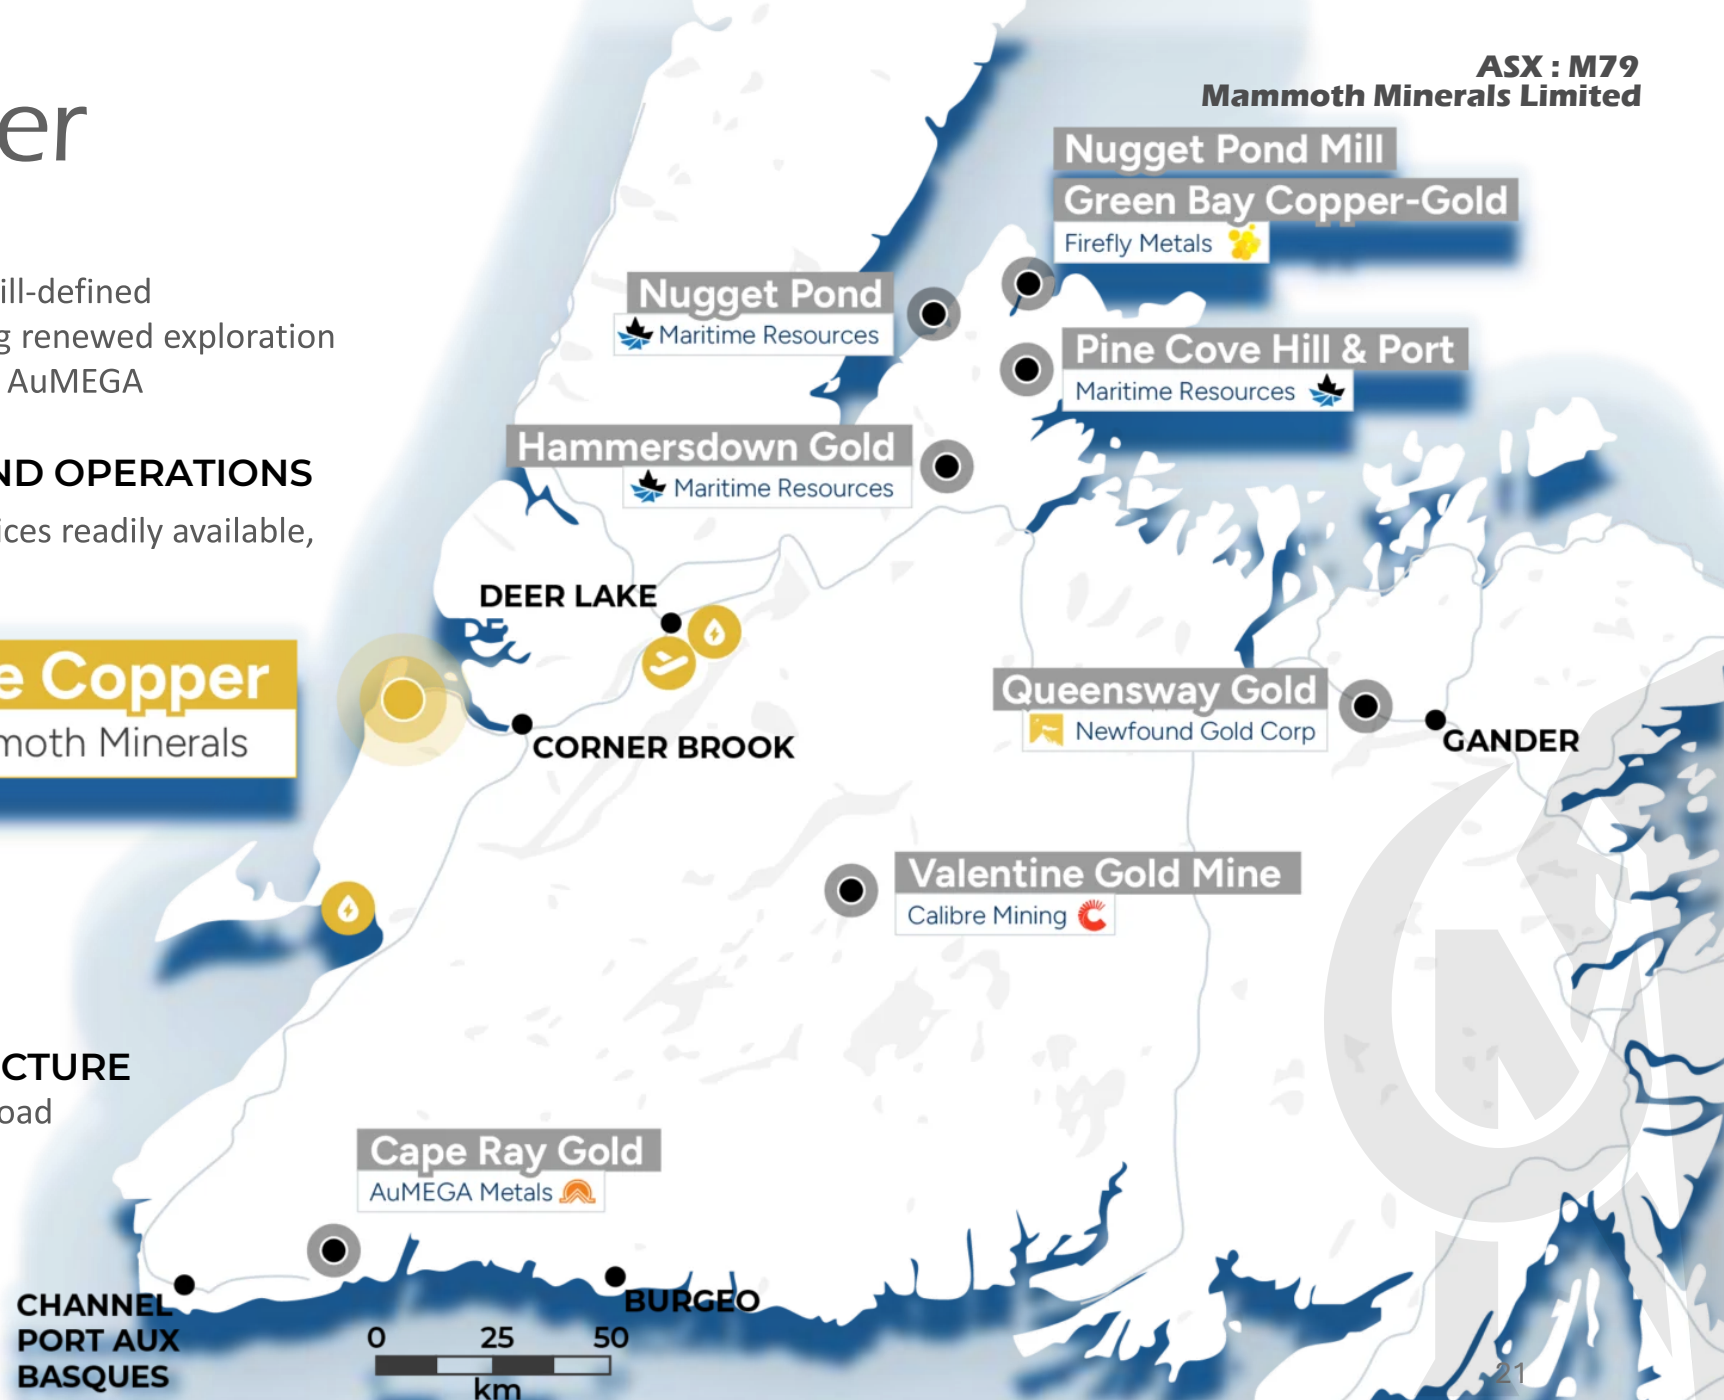 ASX : M79
Mammoth Minerals Limited
er
Nugget Pond Mill
Green Bay Copper-Gold
Firefly Metals
ill-defined
g renewed exploration
AuMEGA
Nugget Pond
Maritime Resources
Pine Cove Hill & Port
Maritime Resources
Hammersdown Gold
Maritime Resources
ND OPERATIONS
ices readily available,
DEER LAKE
DE
e Copper
moth Minerals
CORNER BROOK
Queensway Gold
Newfound Gold Corp
GANDER
Valentine Gold Mine
Calibre Mining
CTURE
oad
Cape Ray Gold
AuMEGA Metals
CHANNEL
PORT AUX
BASQUES
BURGEO
0 25 50
km
21